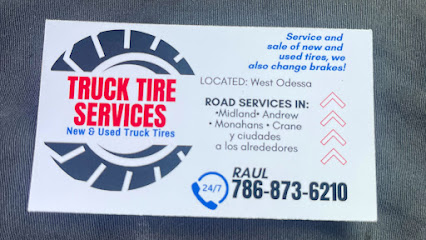 Service and
sale of new and
used tires, we
also change brakes!
TRUCK TIRE
SERVICES
New & Used Truck Tires
LOCATED: West Odessa
ROAD SERVICES IN:
•Midland• Andrew
• Monahans • Crane
y ciudades
a los alrededores
24/7
RAUL
786-873-6210